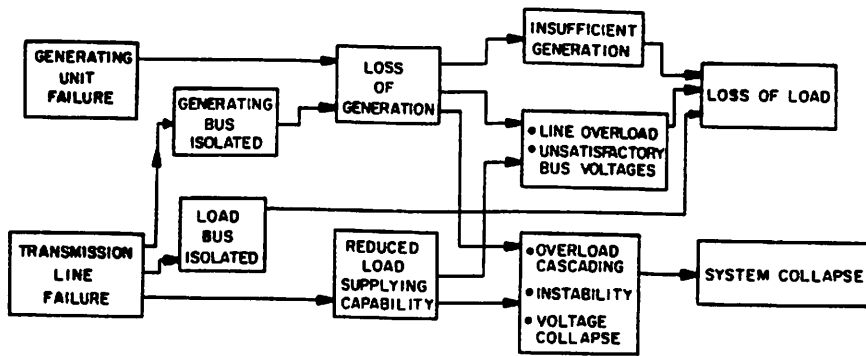 GENERATING
UNIT
FAILURE
GENERATING
BUS
ISOLATED
LOSS
OF
GENERATION
INSUFFICIENT
GENERATION
LOSS OF LOAD
• LINE OVERLOAD
• UNSATISFACTORY
BUS VOLTAGES
TRANSMISSION
LINE
FAILURE
LOAD
BUS
ISOLATED
REDUCED
LOAD
SUPPLYING
CAPABILITY
• OVERLOAD
CASCADING
• INSTABILITY
• VOLTAGE
COLLAPSE
SYSTEM COLLAPSE